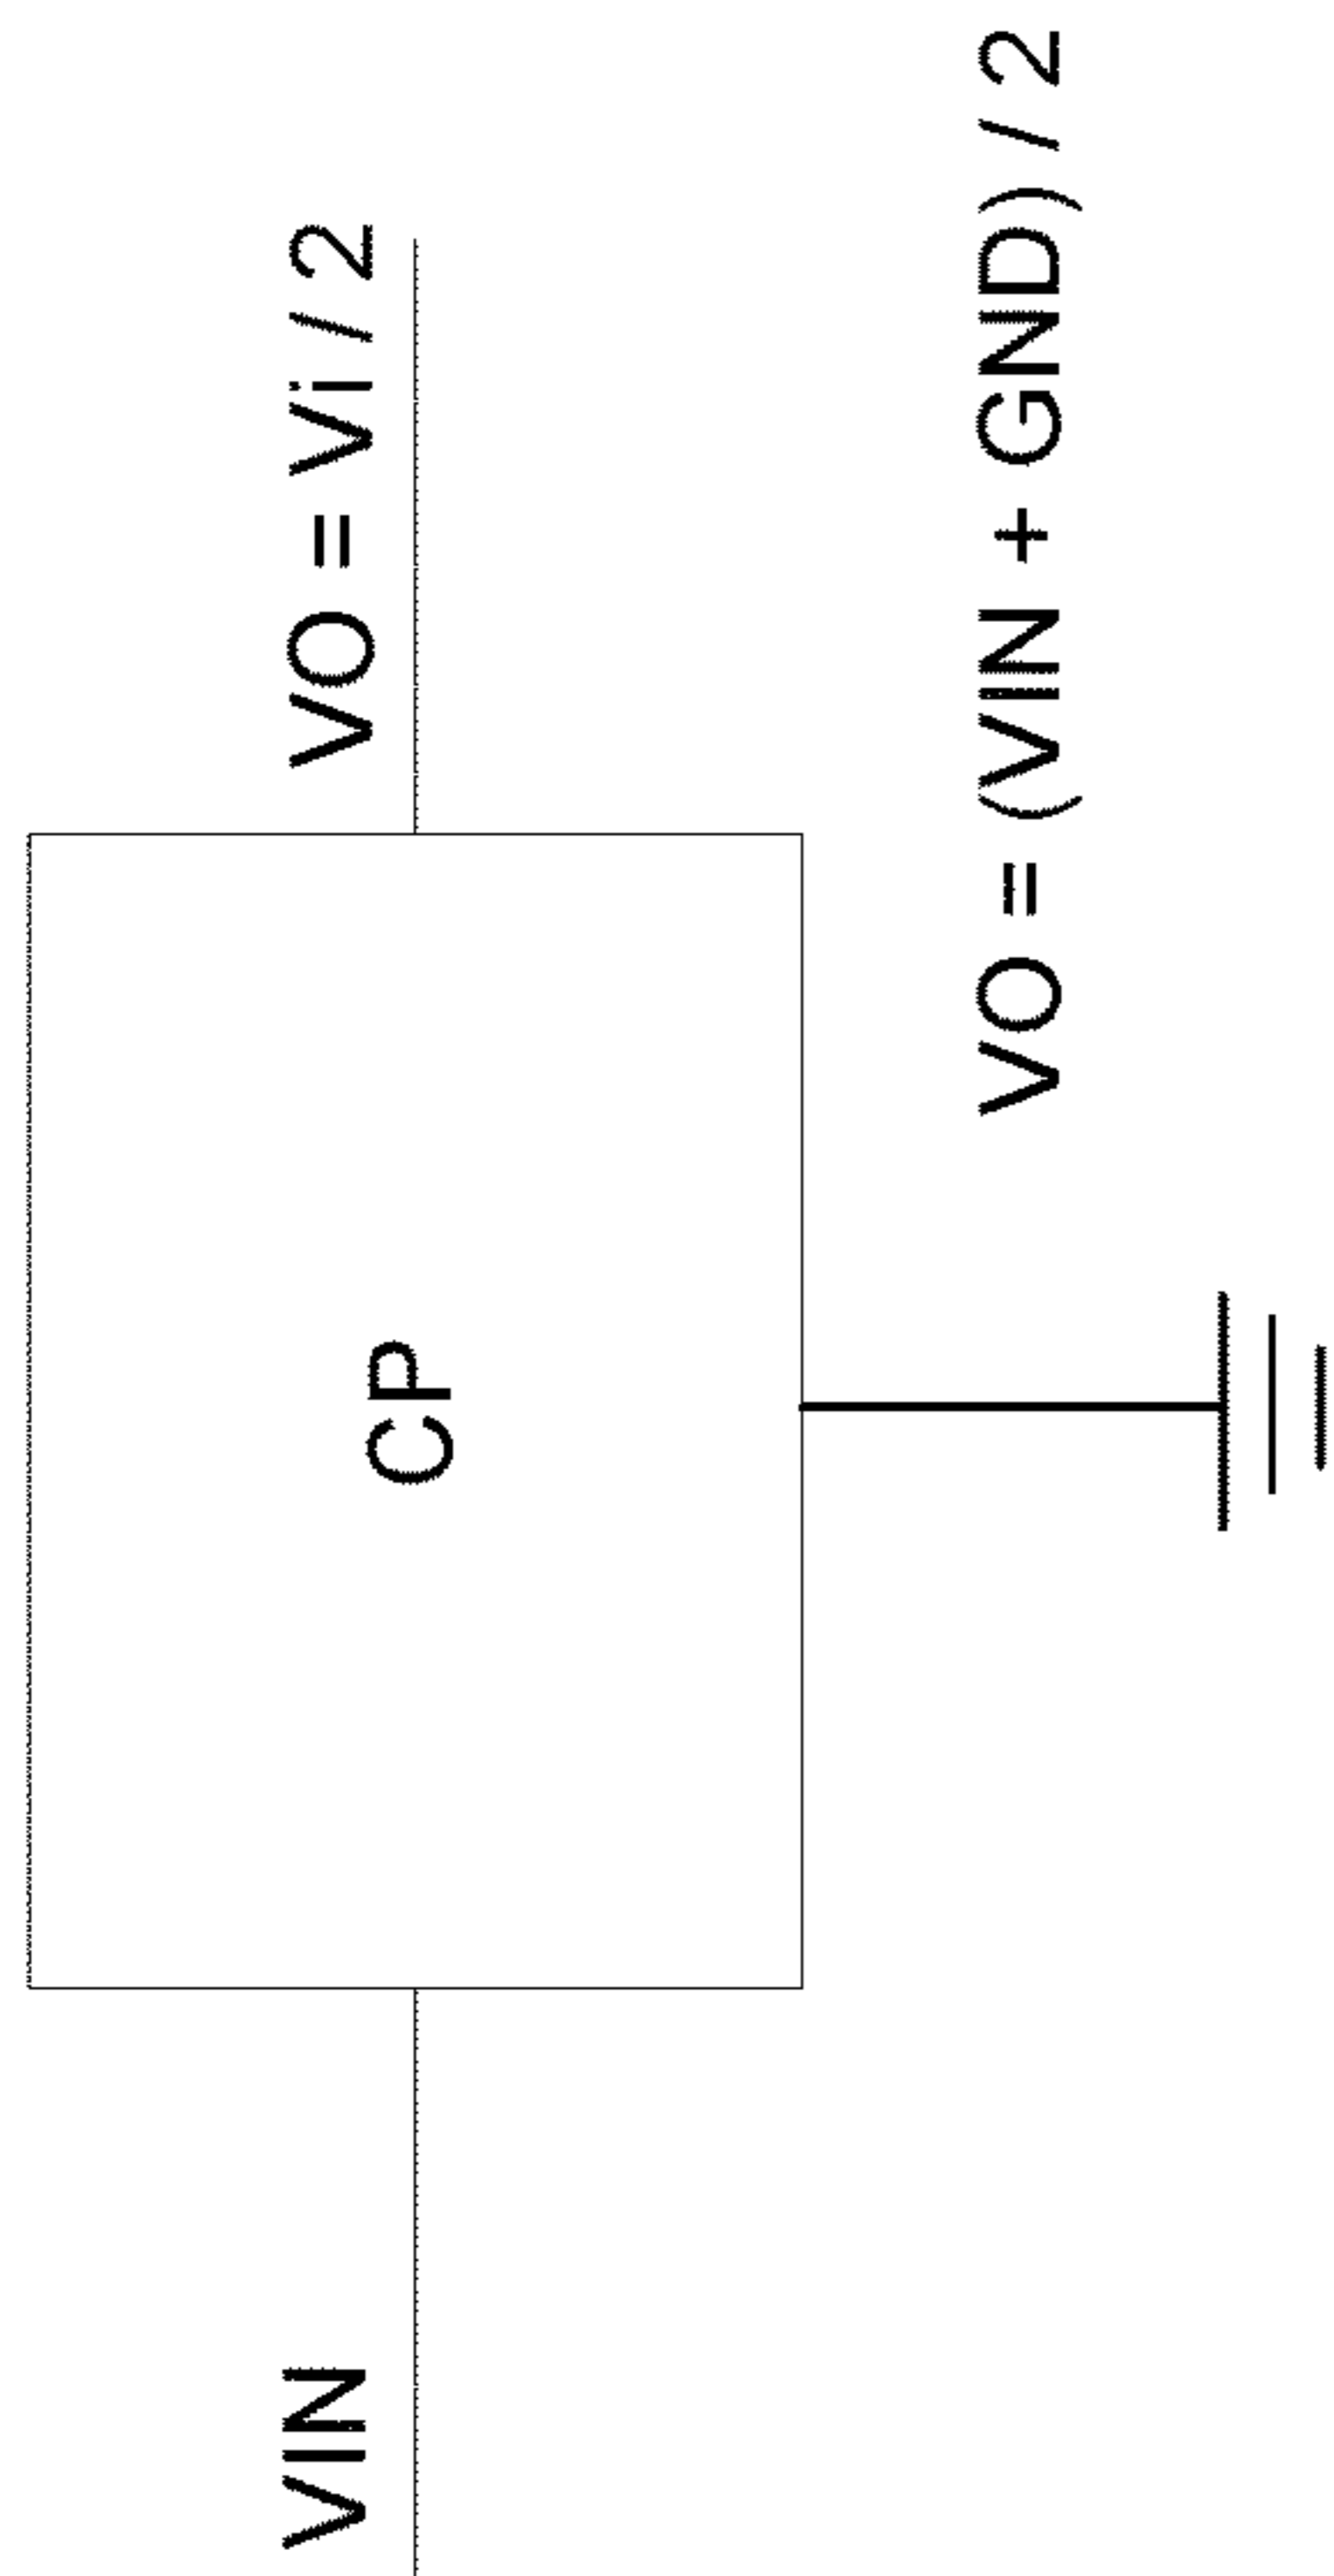 VIN
CP
VO = Vi / 2
VO = (VIN + GND) / 2